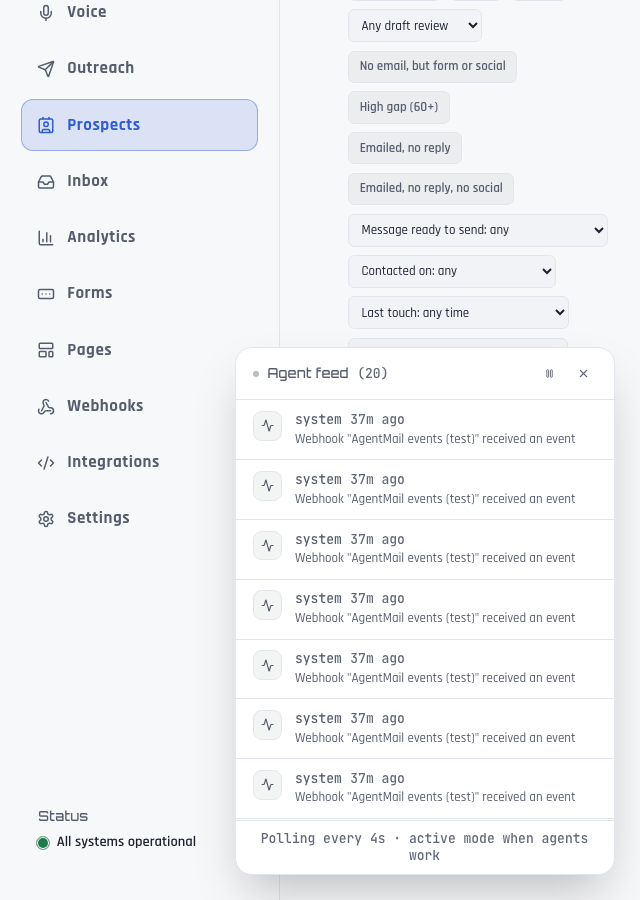 Voice
Outreach
Prospects
Inbox
Analytics
Forms
Pages
Webhooks
Integrations
Settings
Status
All systems operational
Any draft review
No email, but form or social
High gap (60+)
Emailed, no reply
Emailed, no reply, no social
Message ready to send: any
Contacted on: any
Last touch: any time
Agent feed (20)
system 37m ago
Webhook "AgentMail events (test)" received an event
system 37m ago
Webhook "AgentMail events (test)" received an event
system 37m ago
Webhook "AgentMail events (test)" received an event
system 37m ago
Webhook "AgentMail events (test)" received an event
system 37m ago
Webhook "AgentMail events (test)" received an event
system 37m ago
Webhook "AgentMail events (test)" received an event
system 37m ago
Webhook "AgentMail events (test)" received an event
Polling every 4s · active mode when agents
work